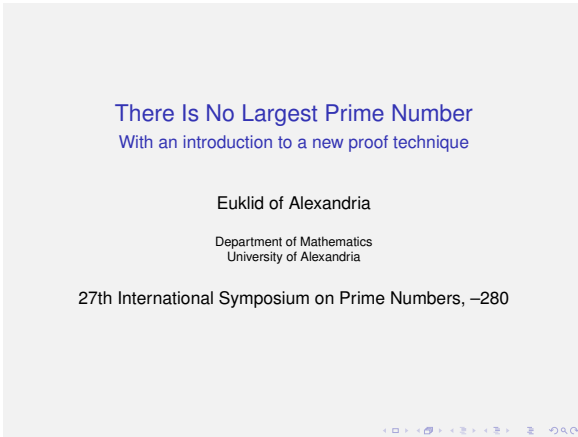 There Is No Largest Prime Number
With an introduction to a new proof technique
Euklid of Alexandria
Department of Mathematics
University of Alexandria
27th International Symposium on Prime Numbers, –280